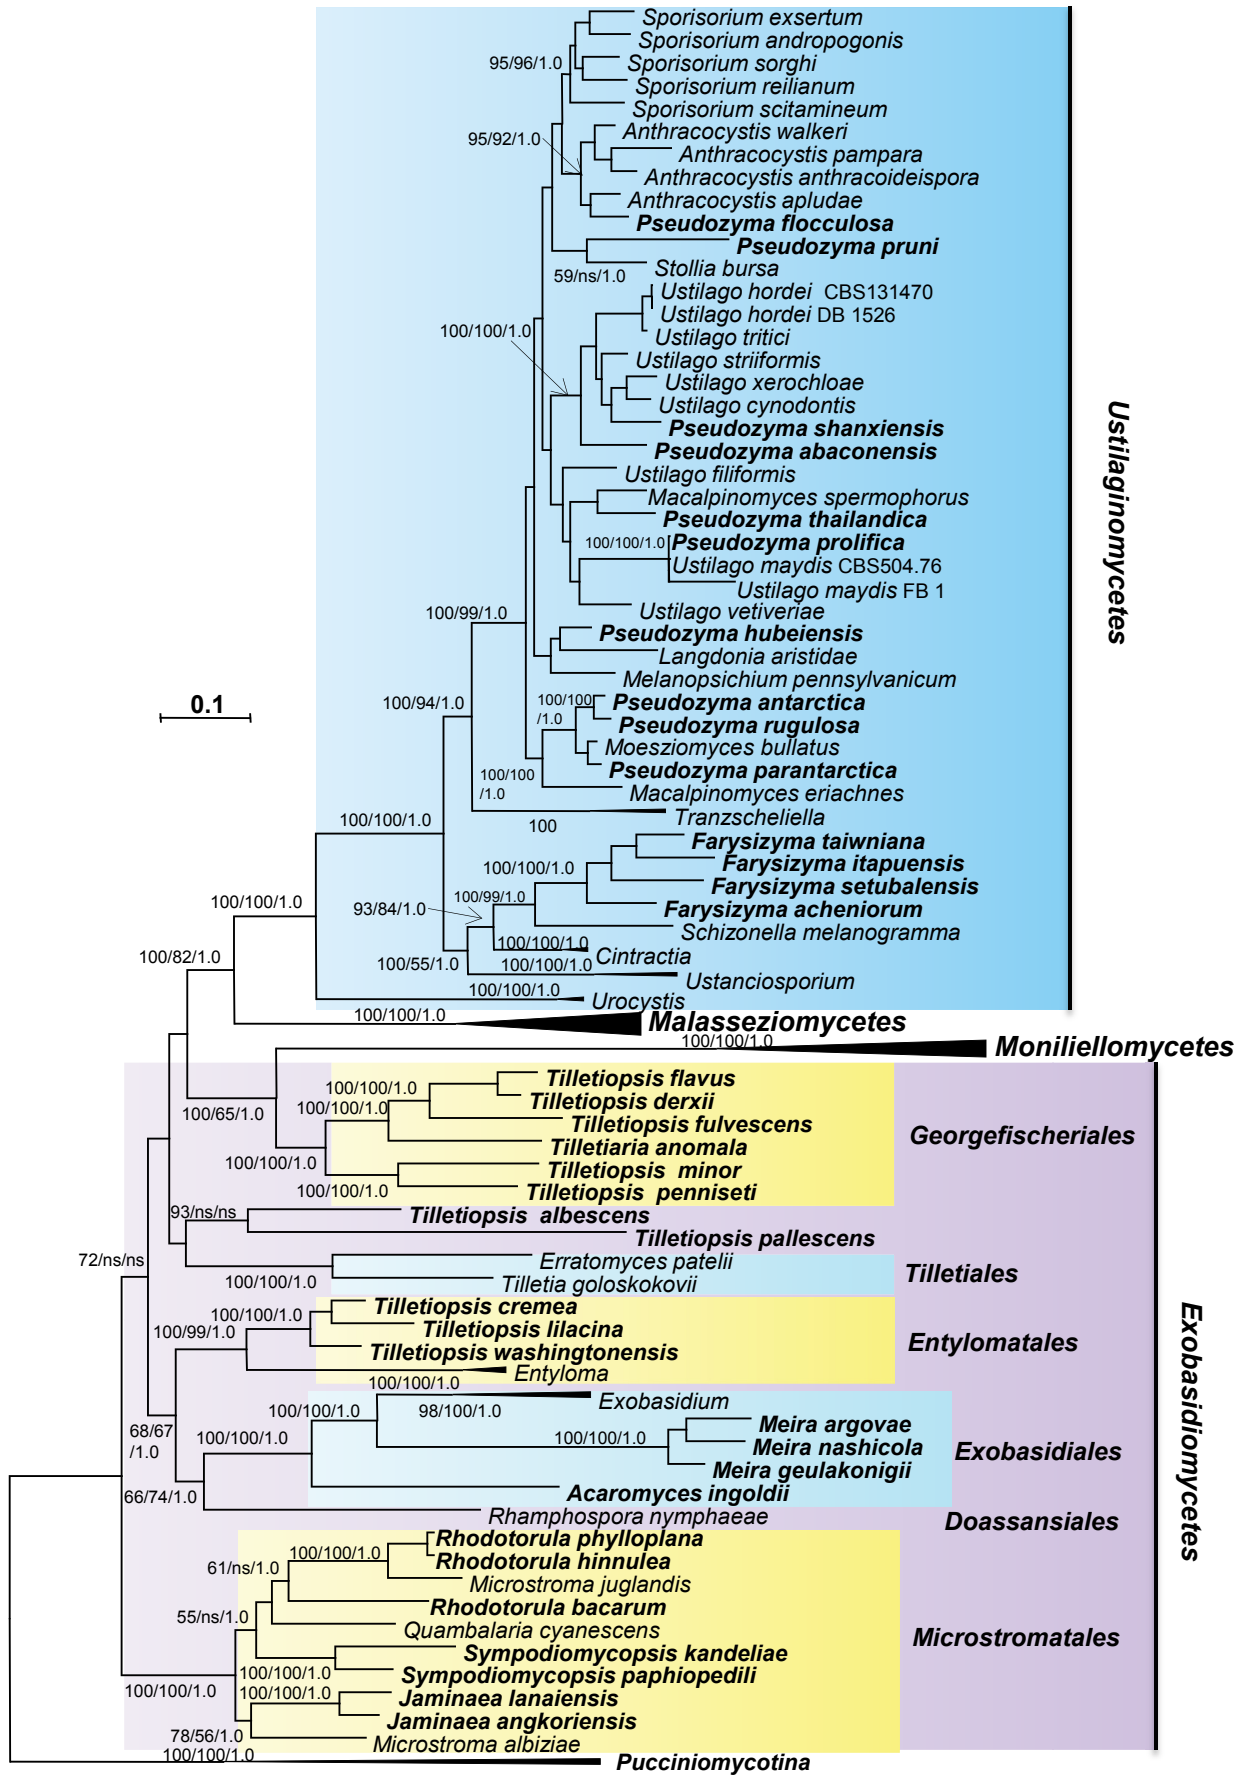 Sporisorium exsertum
Sporisorium andropogonis
95/96/1.0
Sporisorium sorghi
Sporisorium reilianum
Sporisorium scitamineum
Anthracocystis walkeri
95/92/1.0
Anthracocystis pampara
Anthracocystis anthracoideispora
Anthracocystis apludae
Pseudozyma flocculosa
Pseudozyma pruni
Stollia bursa
59/ns/1.0
Ustilago hordei CBS131470
Ustilago hordei DB 1526
100/100/1.0
Ustilago tritici
Ustilago striiformis
Ustilago xerochloae
Ustilago cynodontis
Pseudozyma shanxiensis
Pseudozyma abaconensis
Ustilago filiformis
Macalpinomyces spermophorus
Pseudozyma thailandica
100/100/1.0
Pseudozyma prolifica
Ustilago maydis CBS504.76
Ustilago maydis FB 1
Ustilago vetiveriae
100/99/1.0
Pseudozyma hubeiensis
Langdonia aristidae
Melanopsichium pennsylvanicum
Ustilaginomycetes
0.1
100/94/1.0
100/100
/1.0
Pseudozyma antarctica
Pseudozyma rugulosa
Moesziomyces bullatus
Pseudozyma parantarctica
100/100
/1.0
Macalpinomyces eriachnes
Tranzscheliella
100
100/100/1.0
Farysizyma taiwniana
Farysizyma itapuensis
100/100/1.0
Farysizyma setubalensis
100/99/1.0
93/84/1.0
Farysizyma acheniorum
100/100/1.0
Schizonella melanogramma
100/100/1.0
Cintractia
100/82/1.0
100/55/1.0
100/100/1.0
Ustanciosporium
100/100/1.0
Urocystis
100/100/1.0
Malasseziomycetes
100/100/1.0
Moniliellomycetes
Tilletiopsis flavus
100/100/1.0
Tilletiopsis derxii
100/100/1.0
100/65/1.0
Tilletiopsis fulvescens
Georgefischeriales
Tilletiaria anomala
100/100/1.0
Tilletiopsis minor
100/100/1.0
Tilletiopsis penniseti
93/ns/ns
Tilletiopsis albescens
Tilletiopsis pallescens
72/ns/ns
Erratomyces patelii
100/100/1.0
Tilletia goloskokovii
Tilletiales
Tilletiopsis cremea
100/100/1.0
Tilletiopsis lilacina
100/99/1.0
Entylomatales
Tilletiopsis washingtonensis
Entyloma
100/100/1.0
Exobasidium
100/100/1.0
98/100/1.0
Meira argovae
68/67
/1.0
100/100/1.0
100/100/1.0
Meira nashicola
Exobasidiales
Meira geulakonigii
66/74/1.0
Acaromyces ingoldii
Rhamphospora nymphaeae
Doassansiales
Exobasidiomycetes
Rhodotorula phylloplana
100/100/1.0
Rhodotorula hinnulea
61/ns/1.0
Microstroma juglandis
Rhodotorula bacarum
55/ns/1.0
Quambalaria cyanescens
Microstromatales
Sympodiomycopsis kandeliae
100/100/1.0
Sympodiomycopsis paphiopedili
100/100/1.0
100/100/1.0
Jaminaea lanaiensis
Jaminaea angkoriensis
78/56/1.0
Microstroma albiziae
100/100/1.0
Pucciniomycotina